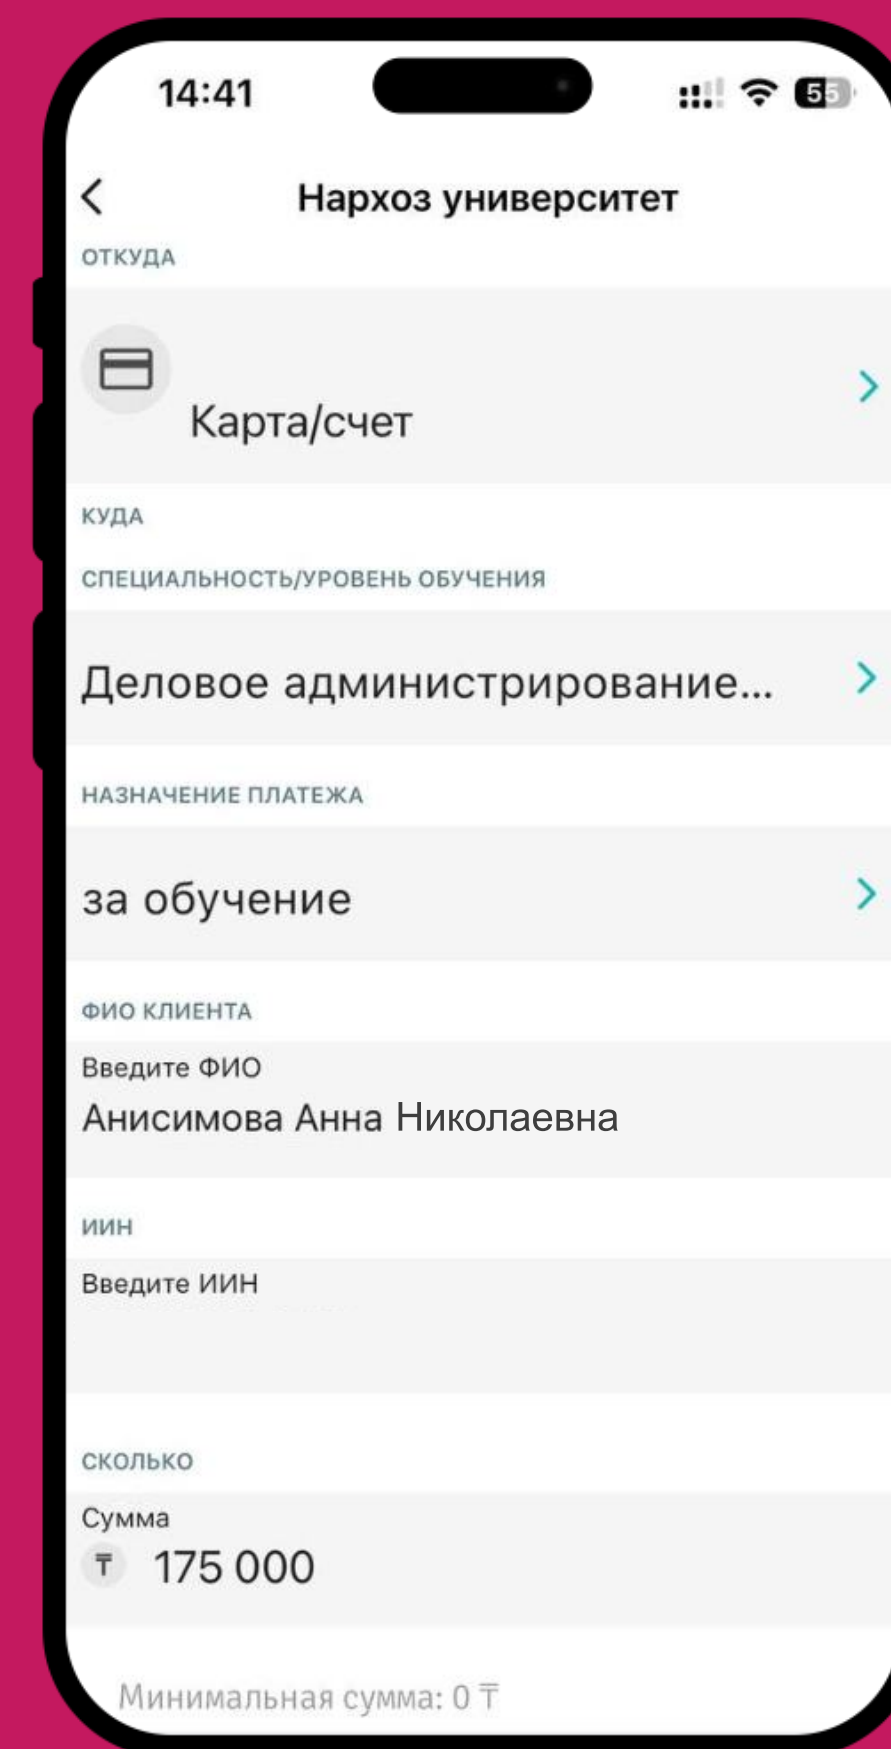 14:41
55
Нархоз университет
ОТКУДА
Карта/счет
КУДА
СПЕЦИАЛЬНОСТЬ/УРОВЕНЬ ОБУЧЕНИЯ
Деловое администрирование...
НАЗНАЧЕНИЕ ПЛАТЕЖА
за обучение
ФИО КЛИЕНТА
Введите ФИО
Анисимова Анна Николаевна
ИИН
Введите ИИН
СКОЛЬКО
Сумма
₸ 175 000
Минимальная сумма: 0 ₸